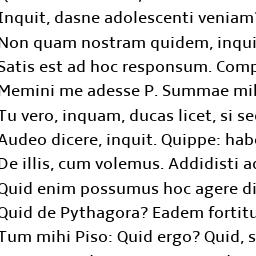 Inquit, dasne adolescenti veniam?
Non quam nostram quidem, inqui
Satis est ad hoc responsum. Comp
Memini me adesse P. Summae mil
Tu vero, inquam, ducas licet, si se
Audeo dicere, inquit. Quippe: hab
De illis, cum volemus. Addidisti a
Quid enim possumus hoc agere di
Quid de Pythagora? Eadem fortitu
Tum mihi Piso: Quid ergo? Quid, s